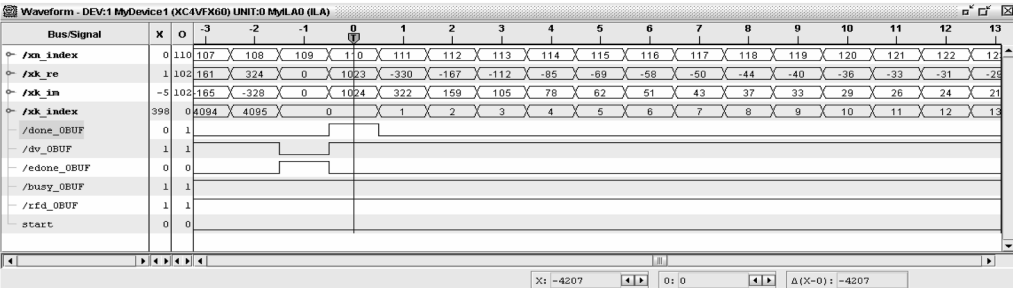 Waveform - DEV:1 MyDevice1 (XC4VFX60) UNIT:0 MyILA0 (ILA)
Bus/Signal X O -3 -2 -1 0 1 2 3 4 5 6 7 8 9 10 11 12 13
/xn_index 0 110 107 108 109 110 111 112 113 114 115 116 117 118 119 120 121 122 12
/xk_re 1 102 161 324 0 1023 -330 -167 -112 -85 -69 -58 -50 -44 -40 -36 -33 -31 -29
/xk_im -5 102 -165 -328 0 1024 322 159 105 78 62 51 43 37 33 29 26 24 21
/xk_index 398 0 4094 4095 0 1 2 3 4 5 6 7 8 9 10 11 12 13
/done_OBUF 0 1
/dv_OBUF 1 1
/edone_OBUF 0 0
/busy_OBUF 1 1
/rfd_OBUF 1 1
start 0 0
X: -4207 O: 0 Δ(X-O): -4207